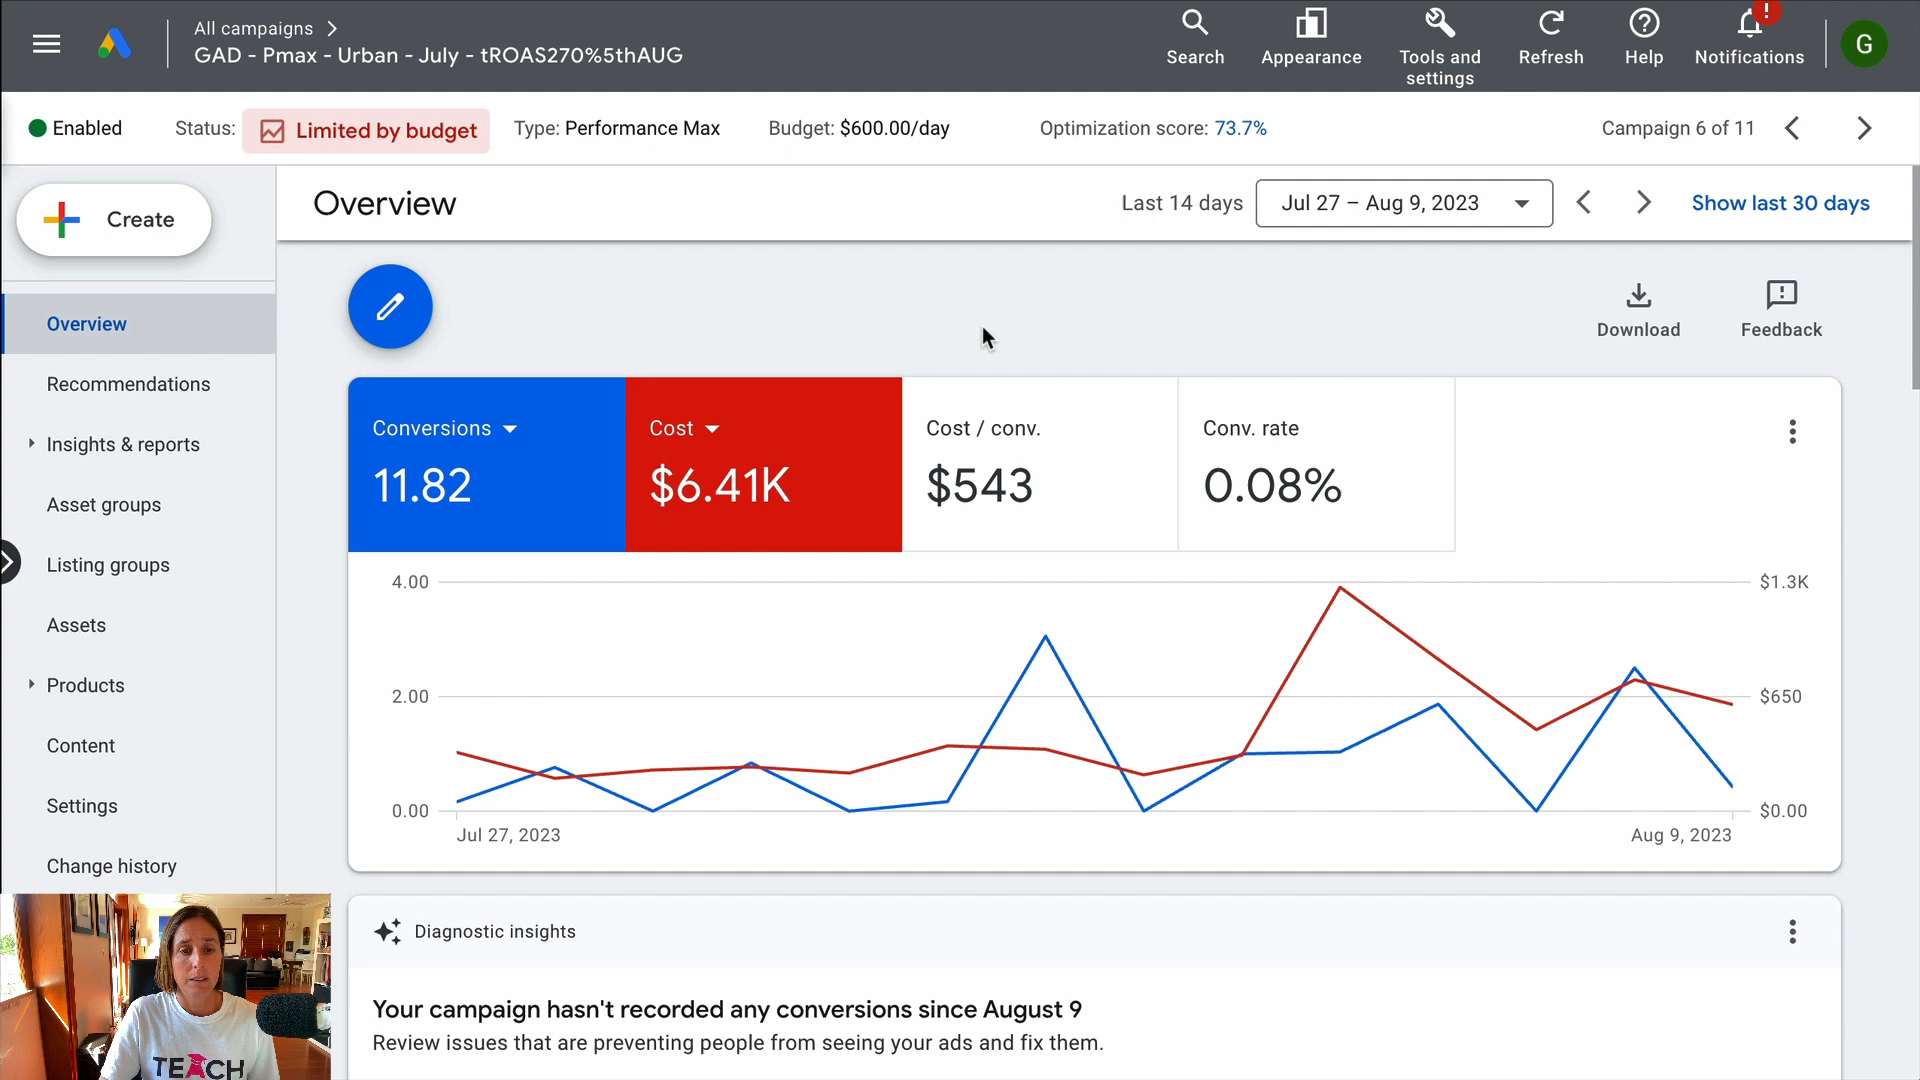 All campaigns
GAD - Pmax - Urban - July - tROAS270%5thAUG
Search
Appearance
Tools and
settings
Refresh
Help
!
Notifications
G
Enabled
Status: Limited by budget
Type: Performance Max
Budget: $600.00/day
Optimization score: 73.7%
Campaign 6 of 11
Create
Overview
Last 14 days
Jul 27 – Aug 9, 2023
Show last 30 days
Overview
Recommendations
Insights & reports
Asset groups
Listing groups
Assets
Products
Content
Settings
Change history
Download
Feedback
Conversions
11.82
Cost
$6.41K
Cost / conv.
$543
Conv. rate
0.08%
4.00
$1.3K
2.00
$650
0.00
$0.00
Jul 27, 2023
Aug 9, 2023
Diagnostic insights
Your campaign hasn't recorded any conversions since August 9
Review issues that are preventing people from seeing your ads and fix them.
TEACH